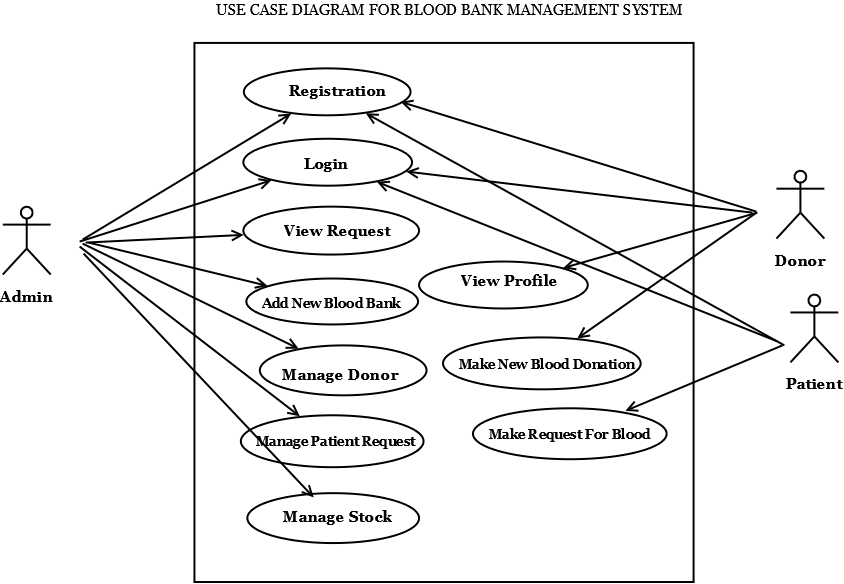 USE CASE DIAGRAM FOR BLOOD BANK MANAGEMENT SYSTEM
Registration
Login
View Request
Add New Blood Bank
Manage Donor
Manage Patient Request
Manage Stock
View Profile
Make New Blood Donation
Make Request For Blood
Admin
Donor
Patient